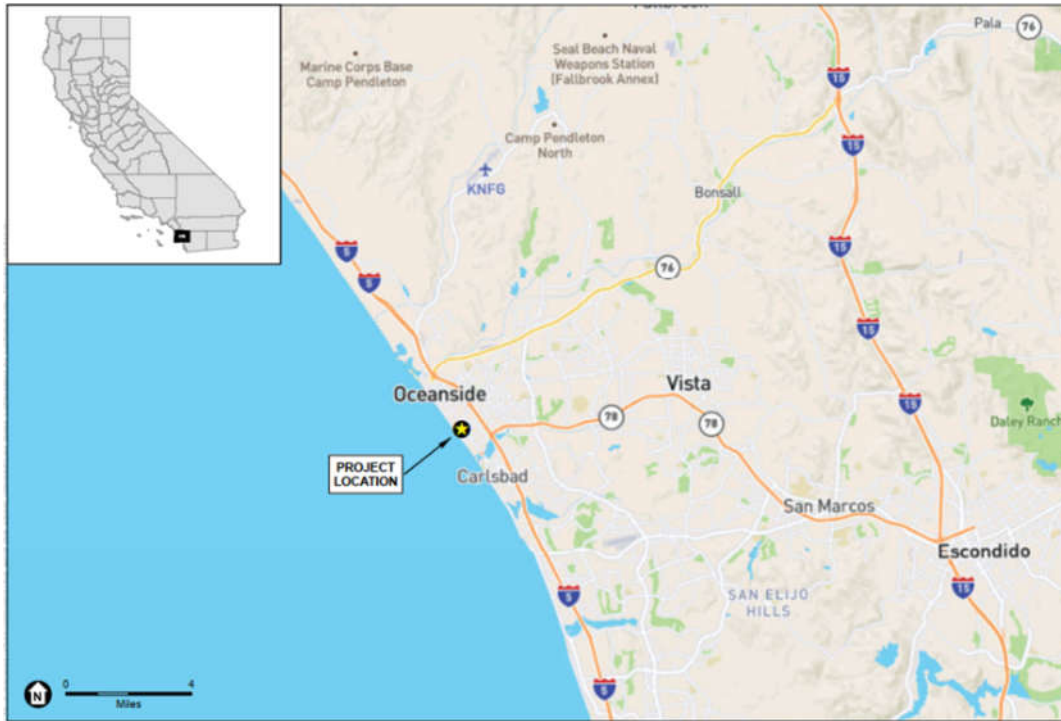 Pala
76
Marine Corps Base
Camp Pendleton
Seal Beach Naval
Weapons Station
(Fallbrook Annex)
15
Camp Pendleton
North
15
KNFG
Bonsall
5
15
76
5
15
Vista
Oceanside
15
Daley Ranch
78
78
PROJECT
LOCATION
Carlsbad
San Marcos
Escondido
15
5
SAN ELIJO
HILLS
N
0
4
Miles
5